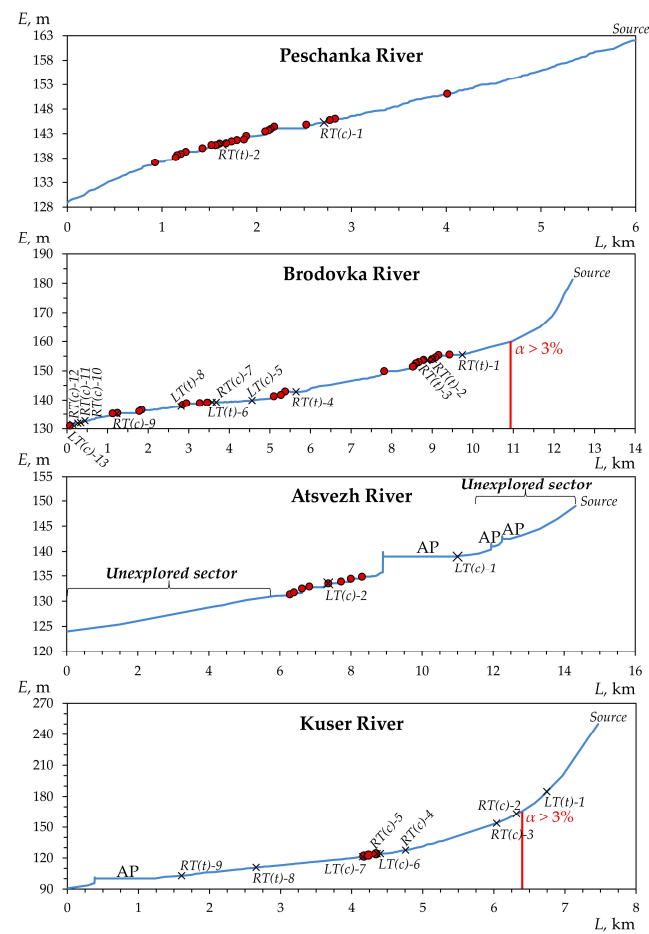 E, m
Source
163
Peschanka River
158
153
148
143
RT(c)-1
138
RT(t)-2
133
128
0 1 2 3 4 5 6
E, m
L, km
190
Brodovka River
Source
180
170
160
α > 3%
RT(t)-1
RT(t)-2
RT(t)-3
150
LT(t)-8
RT(c)-7
LT(c)-5
LT(t)-6
RT(t)-4
140
RT(c)-12
RT(c)-11
RT(c)-10
RT(c)-9
130
LT(c)-13
0 1 2 3 4 5 6 7 8 9 10 11 12 13 14
E, m
L, km
155
Unexplored sector
Atsvezh River
Source
150
145
AP
AP
AP
140
LT(c)-1
135
Unexplored sector
LT(c)-2
130
125
120
0 2 4 6 8 10 12 14 16
E, m
L, km
270
Kuser River
Source
240
210
180
RT(c)-2
LT(t)-1
α > 3%
150
RT(c)-5
RT(c)-4
RT(c)-3
120
AP
RT(t)-9
RT(t)-8
LT(c)-7
LT(c)-6
90
0 1 2 3 4 5 6 7 8
L, km